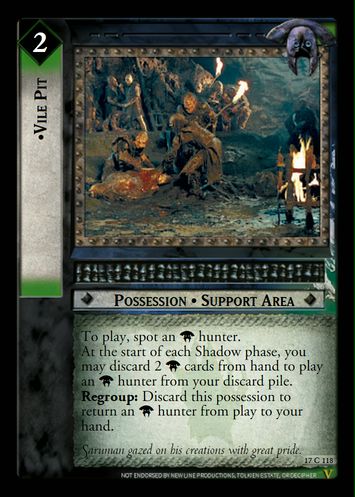 2
•Vile Pit
Possession • Support Area
To play, spot an hunter.
At the start of each Shadow phase, you
may discard 2 cards from hand to play
an hunter from your discard pile.
Regroup: Discard this possession to
return an hunter from play to your
hand.
Saruman gazed on his creations with great pride.
17 C 118
NOT ENDORSED BY NEW LINE PRODUCTIONS, TOLKIEN ESTATE, OR DECIPHER
V